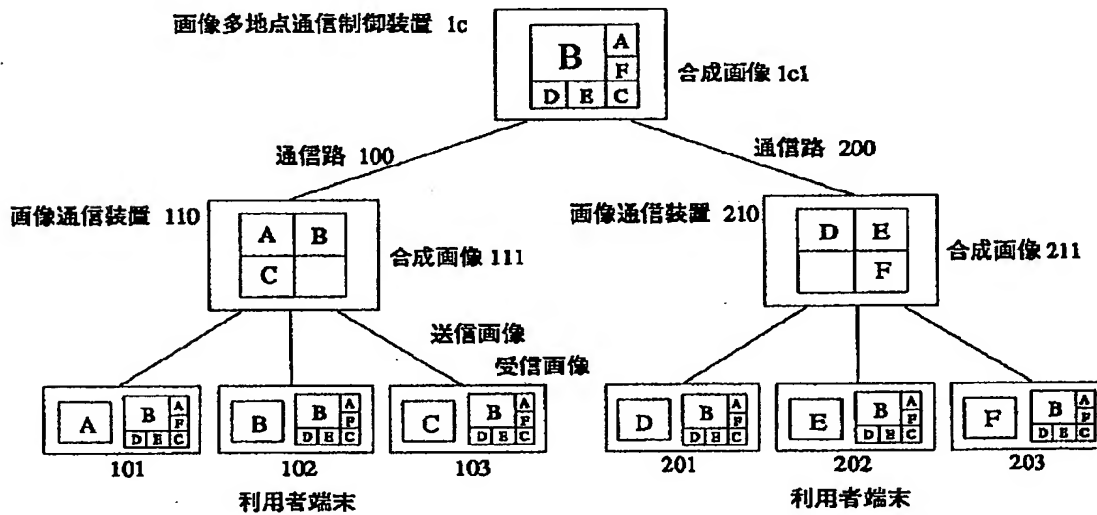 画像多地点通信制御装置 1c
B A
F
D E C
合成画像 1c1
通信路 100
通信路 200
画像通信装置 110
A B
C
合成画像 111
画像通信装置 210
D E
F
合成画像 211
送信画像
受信画像
A B A F D E C
B B A F D E C
C B A F D E C
D B A F D E C
E B A F D E C
F B A F D E C
101
102
103
201
202
203
利用者端末
利用者端末